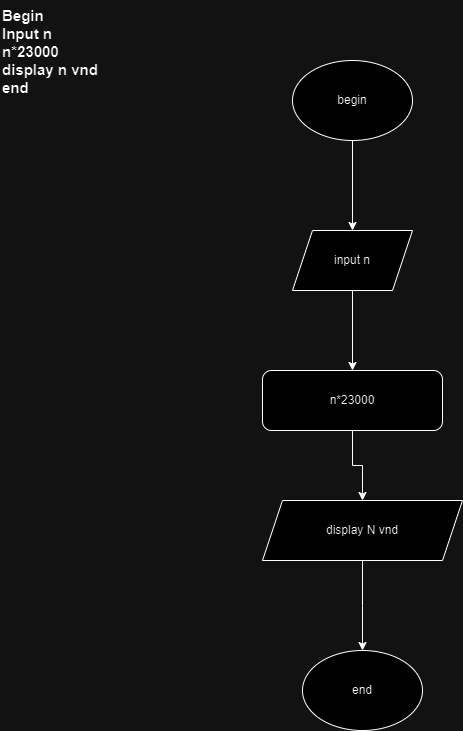 Begin
Input n
n*23000
display n vnd
end
begin
input n
n*23000
display N vnd
end